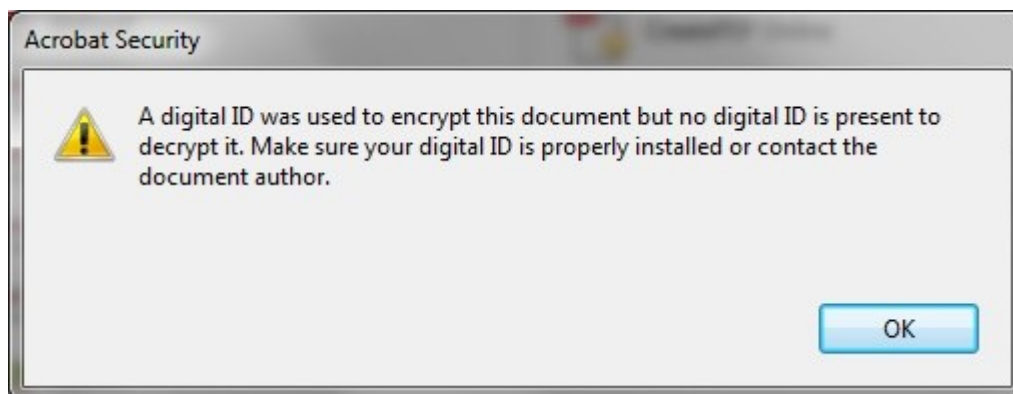 Acrobat Security
A digital ID was used to encrypt this document but no digital ID is present to
decrypt it. Make sure your digital ID is properly installed or contact the
document author.
OK